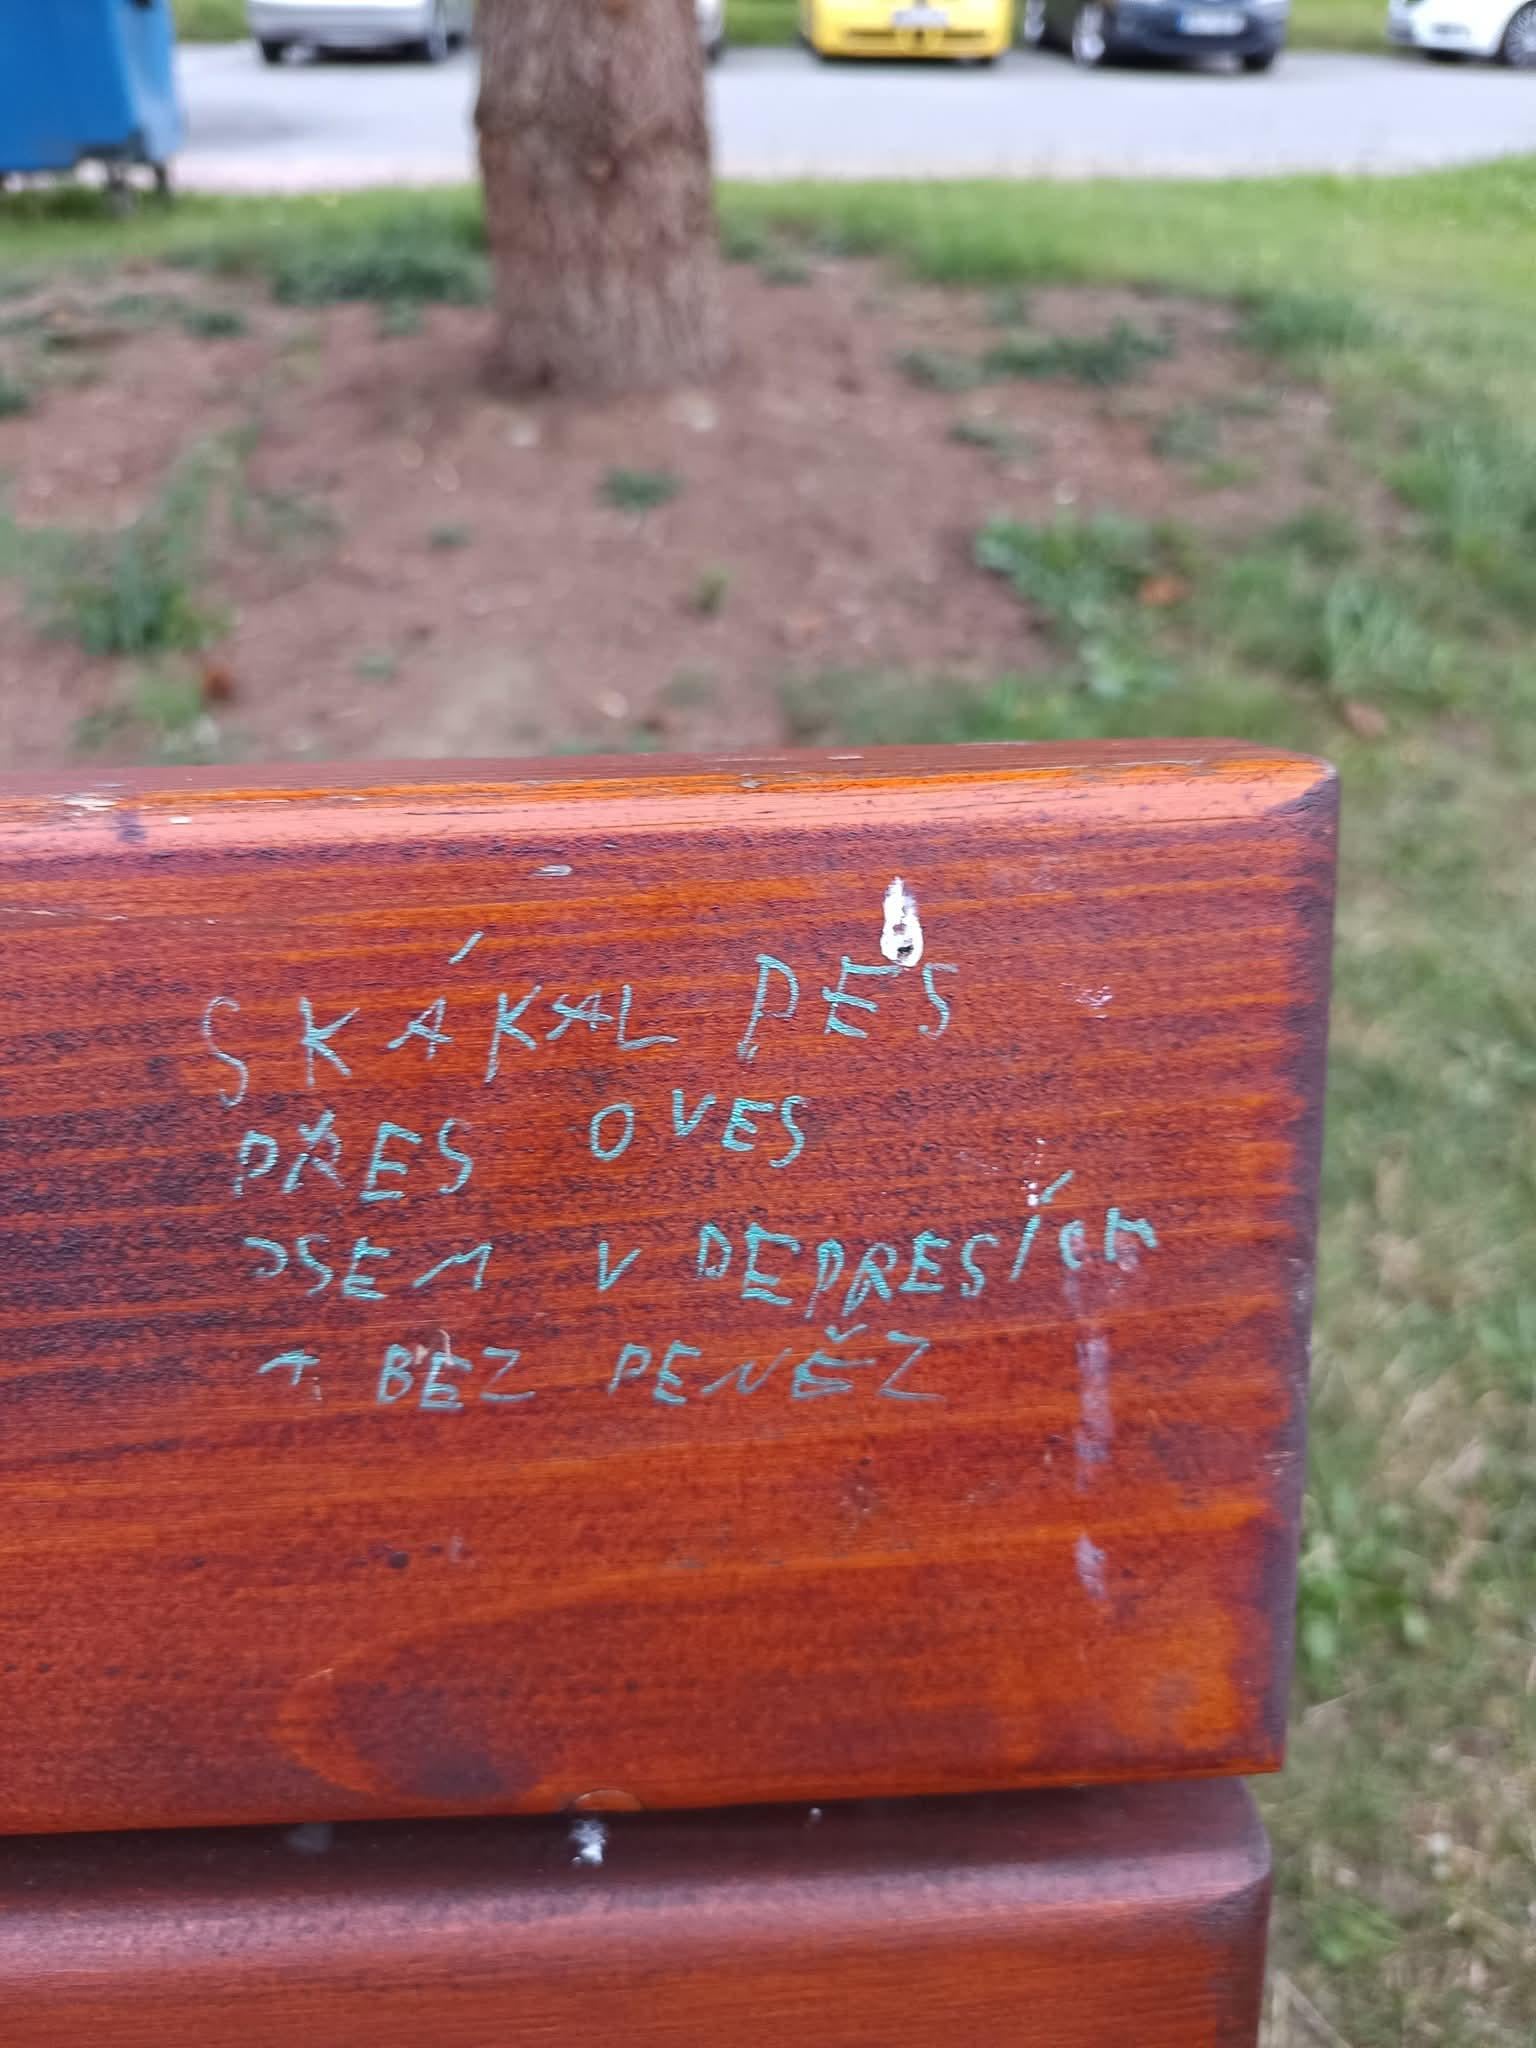 SKÁKAL PES
PŘES OVES
JSEM V DEPRESÍCH
A BEZ PENĚZ